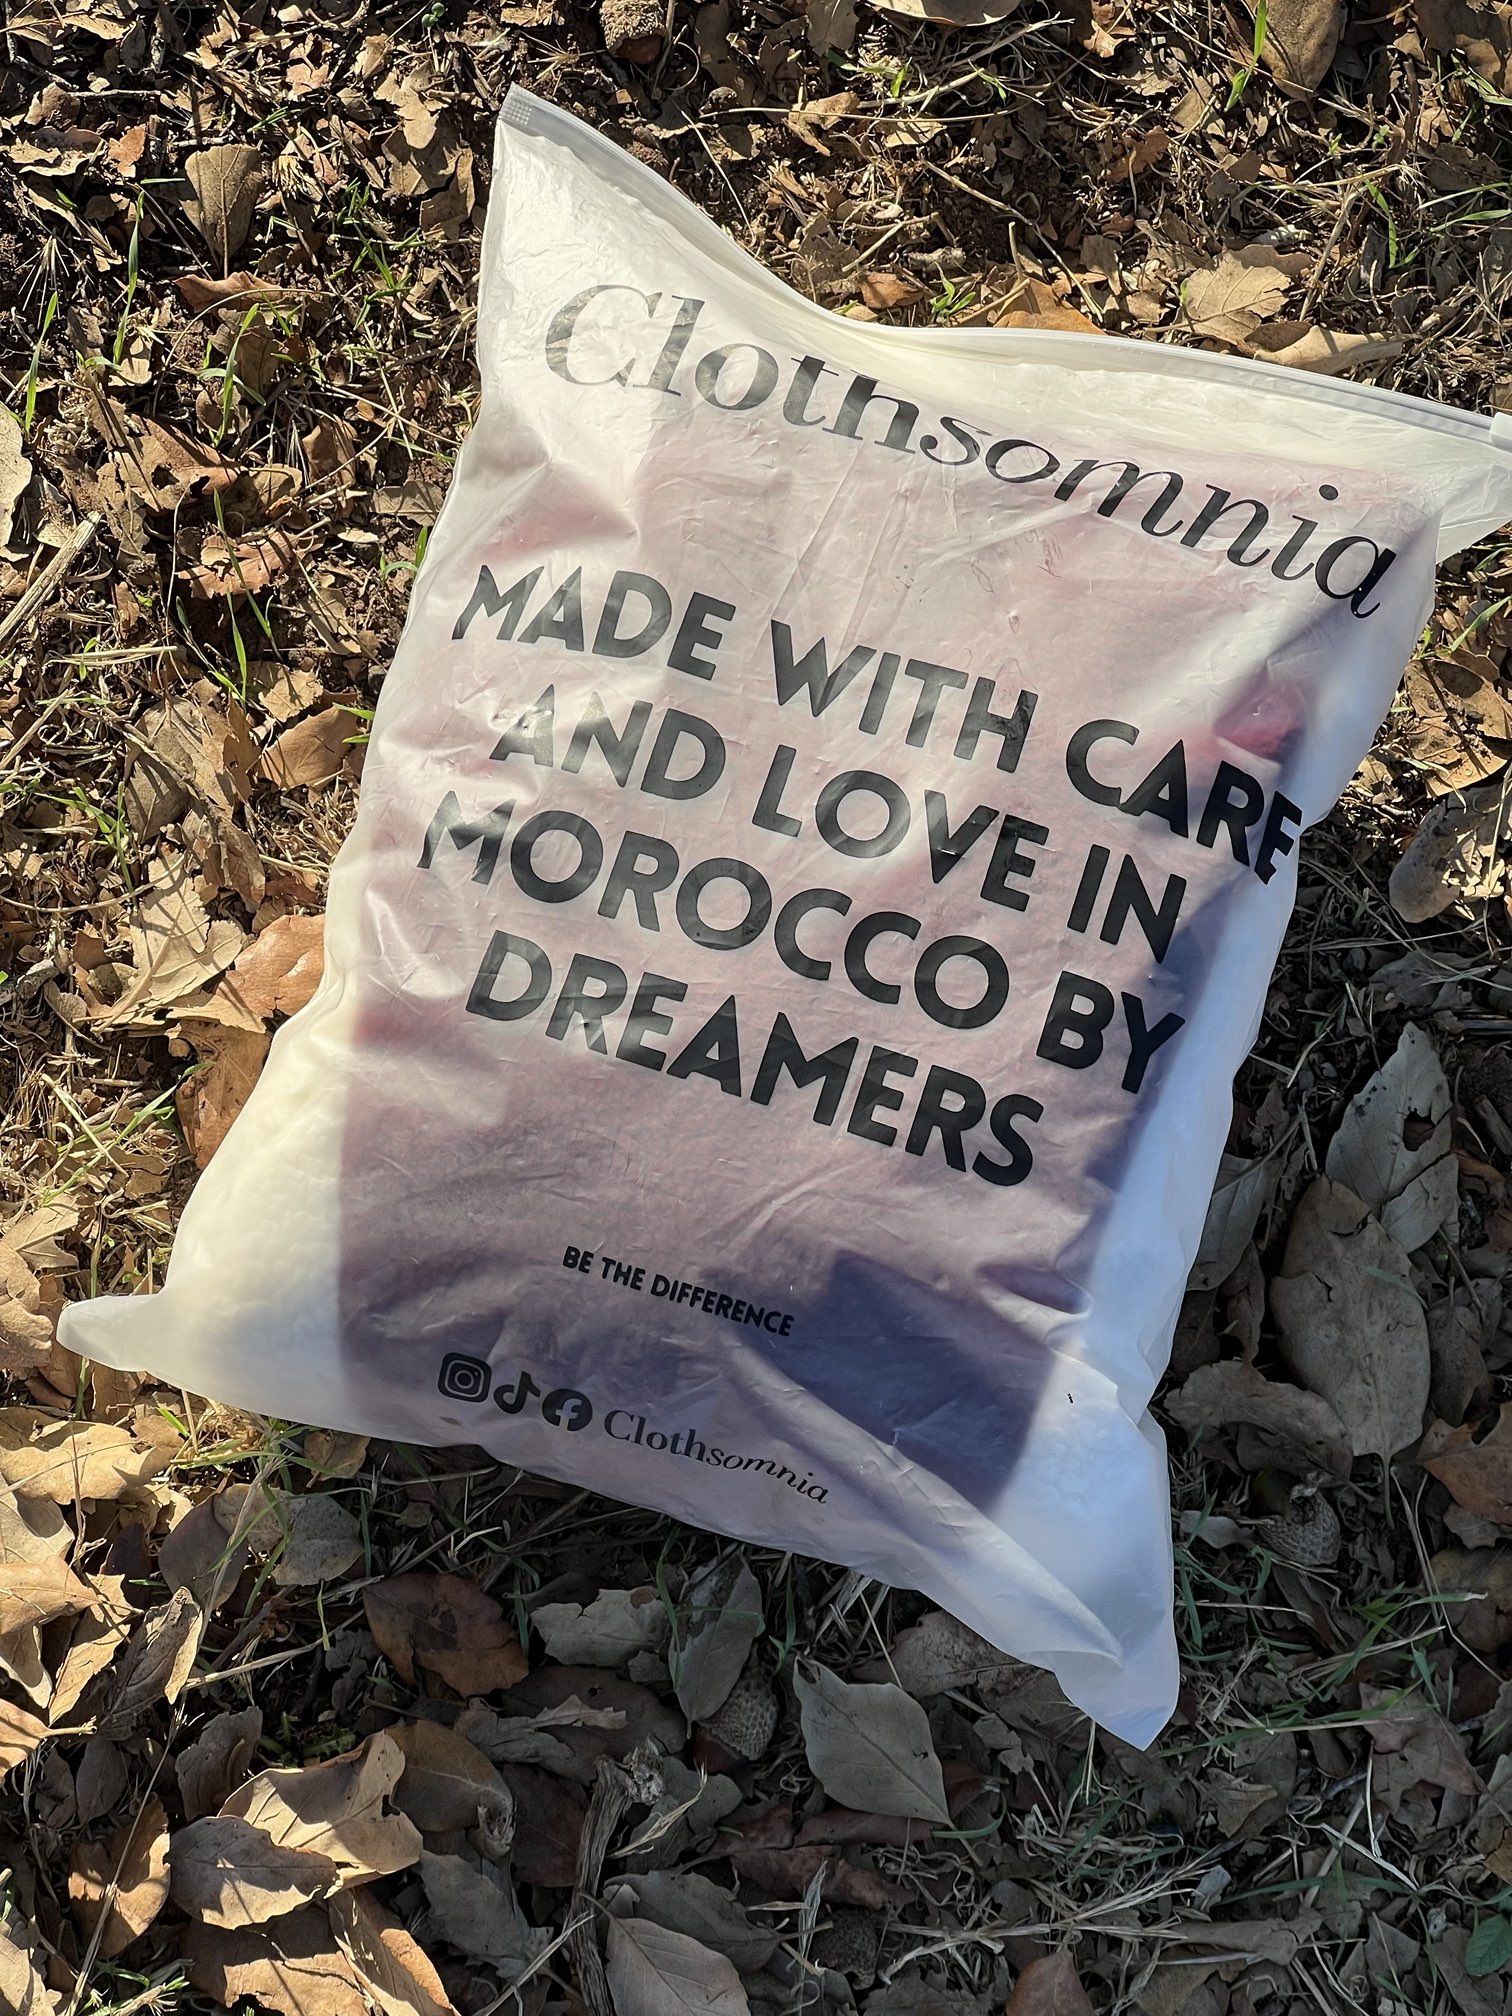 Clothsomnia
MADE WITH CARE
AND LOVE IN
MOROCCO BY
DREAMERS
BE THE DIFFERENCE
Clothsomnia